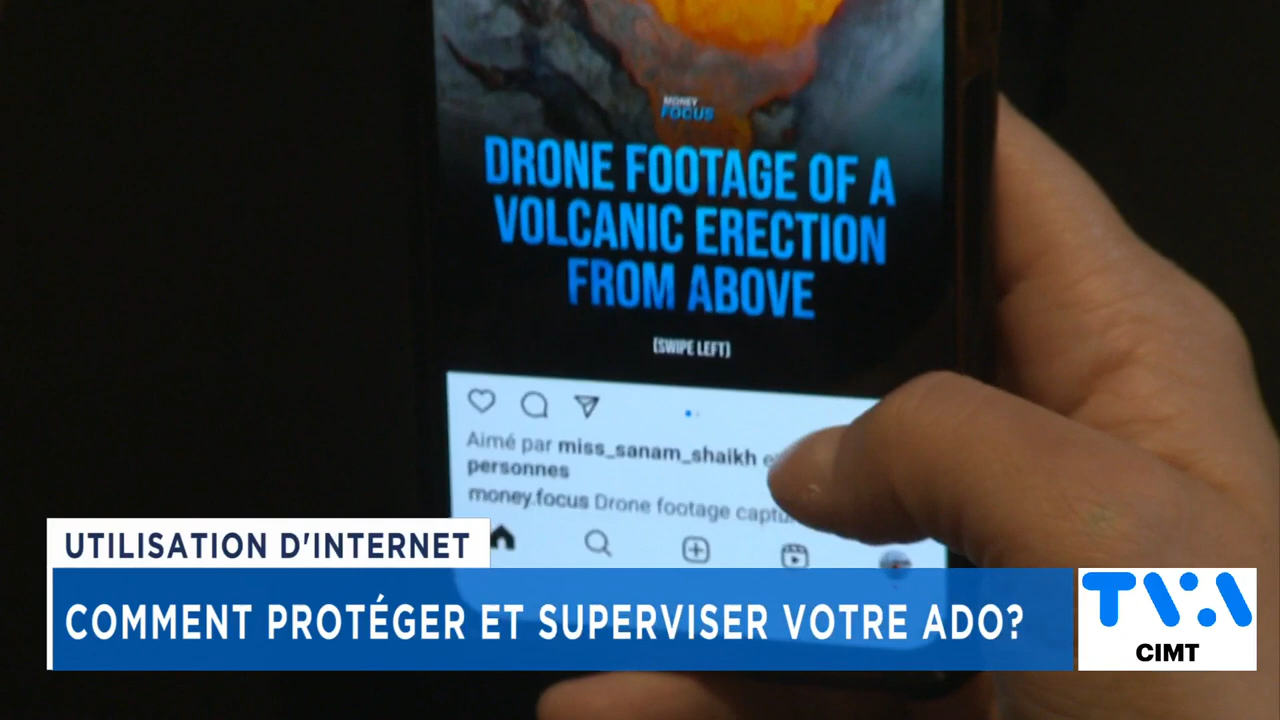 MONEY
FOCUS
DRONE FOOTAGE OF A
VOLCANIC ERECTION
FROM ABOVE
(SWIPE LEFT)
Aimé par miss_sanam_shaikh
personnes
money.focus Drone footage
UTILISATION D'INTERNET
COMMENT PROTÉGER ET SUPERVISER VOTRE ADO?
TVA
CIMT